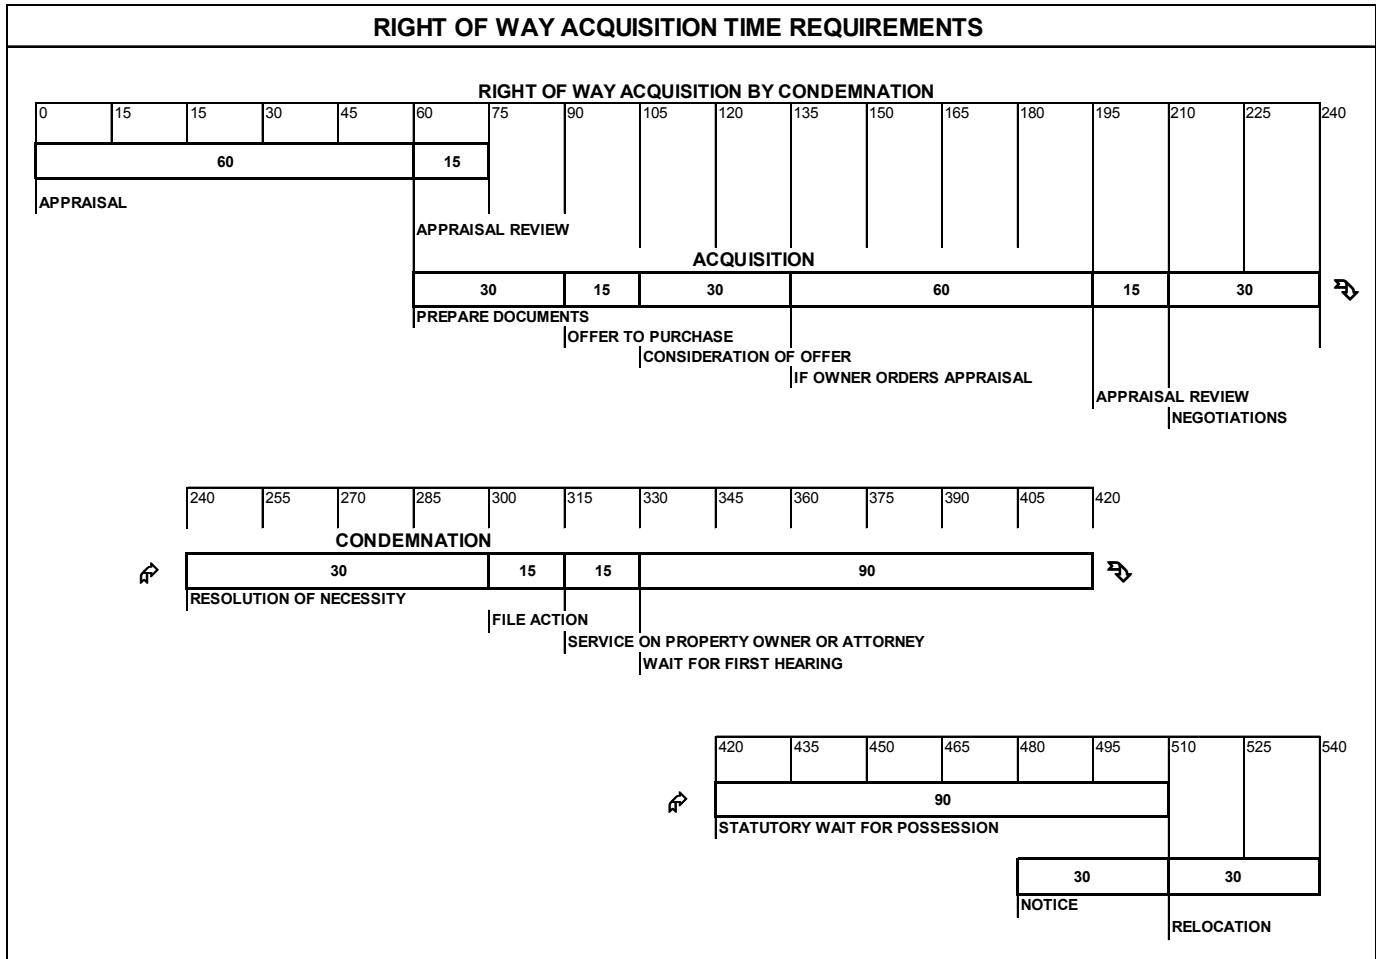 RIGHT OF WAY ACQUISITION TIME REQUIREMENTS
RIGHT OF WAY ACQUISITION BY CONDEMNATION
0 15 15 30 45 60 75 90 105 120 135 150 165 180 195 210 225 240
60 15
APPRAISAL
APPRAISAL REVIEW
ACQUISITION
30 15 30 60 15 30
PREPARE DOCUMENTS
OFFER TO PURCHASE
CONSIDERATION OF OFFER
IF OWNER ORDERS APPRAISAL
APPRAISAL REVIEW
NEGOTIATIONS
240 255 270 285 300 315 330 345 360 375 390 405 420
CONDEMNATION
30 15 15 90
RESOLUTION OF NECESSITY
FILE ACTION
SERVICE ON PROPERTY OWNER OR ATTORNEY
WAIT FOR FIRST HEARING
420 435 450 465 480 495 510 525 540
90
STATUTORY WAIT FOR POSSESSION
30 30
NOTICE
RELOCATION